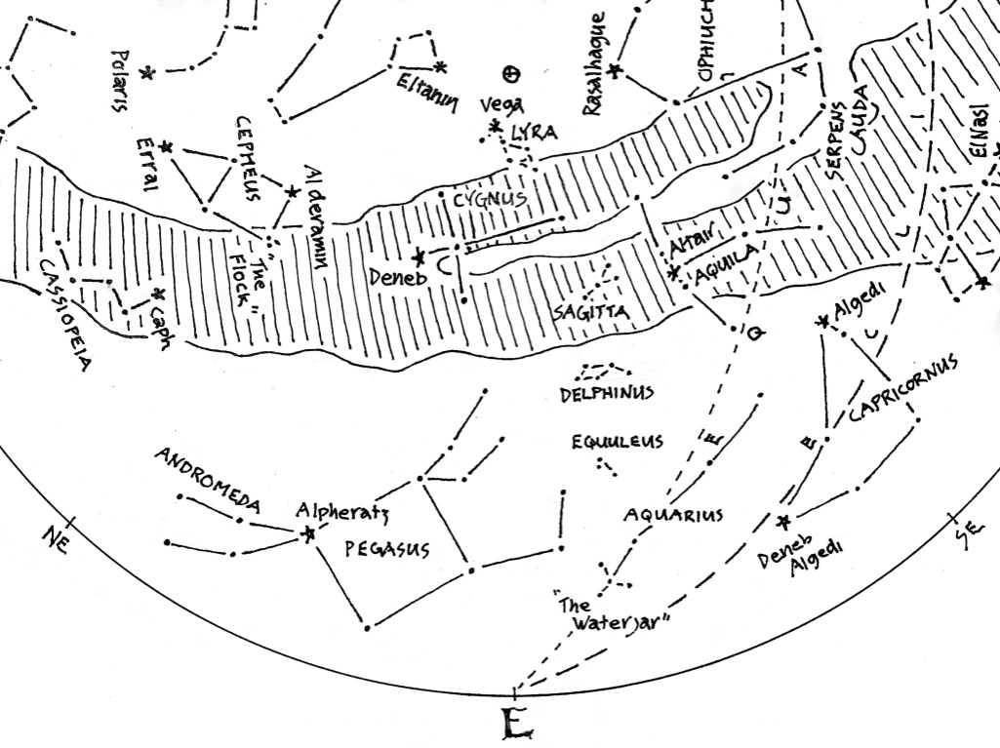 Polaris
Eltanin
Vega
LYRA
Rasalhague
OPHIUCH
Errai
CEPHEUS
Alderamin
CYGNUS
Deneb
"The
Flock"
CASSIOPEIA
Caph
SAGITTA
Altair
AQUILA
A
U
Q
E
SERPENS
CAUDA
I
L
C
E
ElNasl
Algedi
CAPRICORNUS
DELPHINUS
EQUULEUS
ANDROMEDA
Alpheratz
PEGASUS
AQUARIUS
Deneb
Algedi
"The
Waterjar"
NE
SE
E